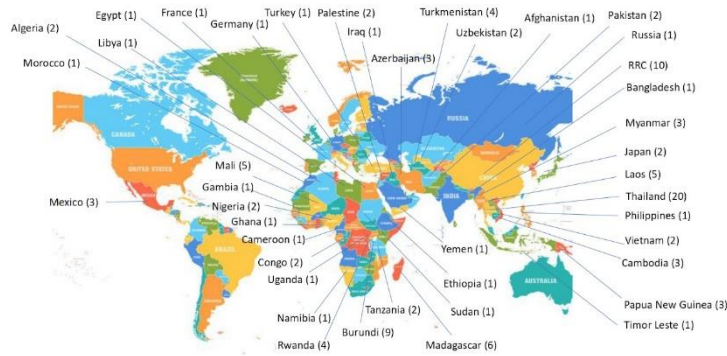 Egypt (1)
France (1)
Turkey (1)
Palestine (2)
Turkmenistan (4)
Afghanistan (1)
Pakistan (2)
Algeria (2)
Germany (1)
Iraq (1)
Uzbekistan (2)
Russia (1)
Libya (1)
Azerbaijan (3)
RRC (10)
Morocco (1)
Bangladesh (1)
Myanmar (3)
CANADA
RUSSIA
UNITED STATES
CHINA
INDIA
BRAZIL
AUSTRALIA
Japan (2)
Mali (5)
Laos (5)
Gambia (1)
Thailand (20)
Mexico (3)
Nigeria (2)
Philippines (1)
Ghana (1)
Vietnam (2)
Cameroon (1)
Yemen (1)
Cambodia (3)
Congo (2)
Uganda (1)
Ethiopia (1)
Papua New Guinea (3)
Namibia (1)
Tanzania (2)
Sudan (1)
Timor Leste (1)
Burundi (9)
Rwanda (4)
Madagascar (6)